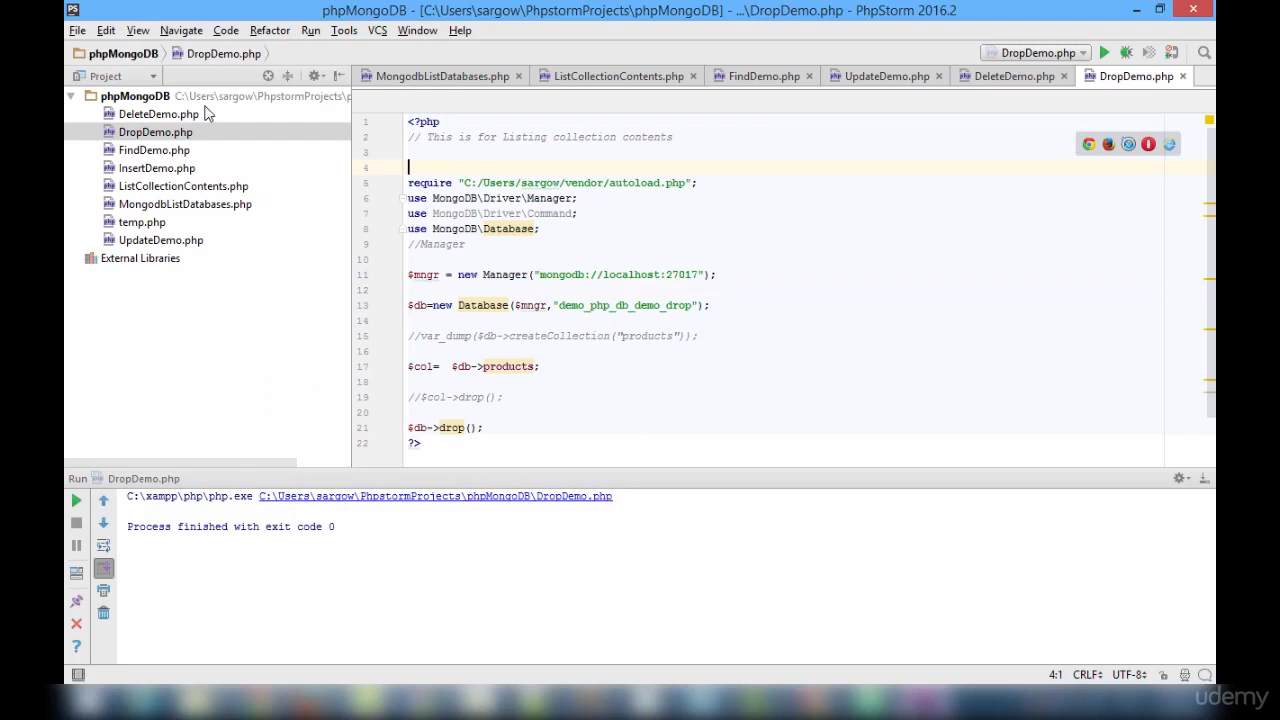 phpMongoDB - [C:\Users\sargow\PhpstormProjects\phpMongoDB] - ...\DropDemo.php - PhpStorm 2016.2
File Edit View Navigate Code Refactor Run Tools VCS Window Help
phpMongoDB DropDemo.php DropDemo.php
Project MongodbListDatabases.php ListCollectionContents.php FindDemo.php UpdateDemo.php DeleteDemo.php DropDemo.php
phpMongoDB C:\Users\sargow\PhpstormProjects\p
DeleteDemo.php
DropDemo.php
FindDemo.php
InsertDemo.php
ListCollectionContents.php
MongodbListDatabases.php
temp.php
UpdateDemo.php
External Libraries
1 <?php
2 // This is for Listing collection contents
3
4
5 require "C:/Users/sargow/vendor/autoload.php";
6 use MongoDB\Driver\Manager;
7 use MongoDB\Driver\Command;
8 use MongoDB\Database;
9 //Manager
10
11 $mngr = new Manager("mongodb://localhost:27017");
12
13 $db=new Database($mngr,"demo_php_db_demo_drop");
14
15 //var_dump($db->createCollection("products"));
16
17 $col= $db->products;
18
19 //$col->drop();
20
21 $db->drop();
22 ?>
Run DropDemo.php
C:\xampp\php\php.exe C:\Users\sargow\PhpstormProjects\phpMongoDB\DropDemo.php
Process finished with exit code 0
4:1 CRLF UTF-8
udemy